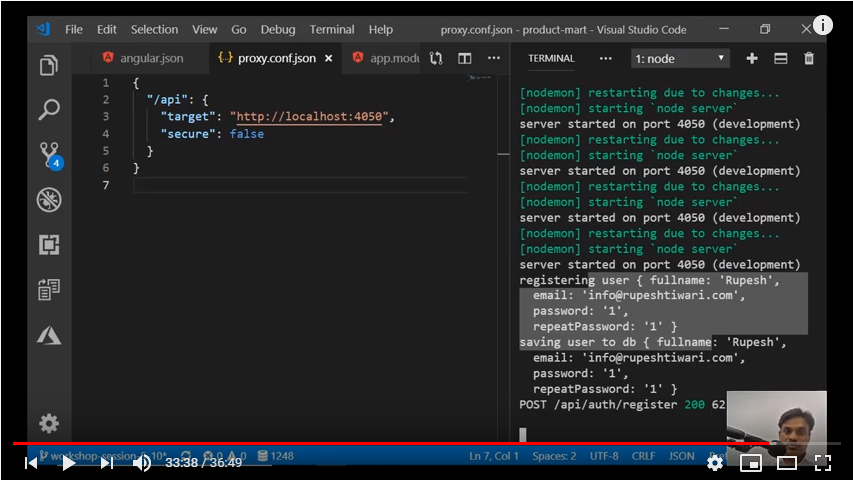 File Edit Selection View Go Debug Terminal Help proxy.conf.json - product-mart - Visual Studio Code
angular.json proxy.conf.json app.modu
TERMINAL 1: node
1 {
2 "/api": {
3 "target": "http://localhost:4050",
4 "secure": false
5 }
6 }
7
[nodemon] restarting due to changes...
[nodemon] starting `node server`
server started on port 4050 (development)
[nodemon] restarting due to changes...
[nodemon] starting `node server`
server started on port 4050 (development)
[nodemon] restarting due to changes...
[nodemon] starting `node server`
server started on port 4050 (development)
[nodemon] restarting due to changes...
[nodemon] starting `node server`
server started on port 4050 (development)
registering user { fullname: 'Rupesh',
email: 'info@rupeshtiwari.com',
password: '1',
repeatPassword: '1' }
saving user to db { fullname: 'Rupesh',
email: 'info@rupeshtiwari.com',
password: '1',
repeatPassword: '1' }
POST /api/auth/register 200 62
4
0 0 1248 Ln 7, Col 1 Spaces: 2 UTF-8 CRLF JSON
33:38 / 36:49